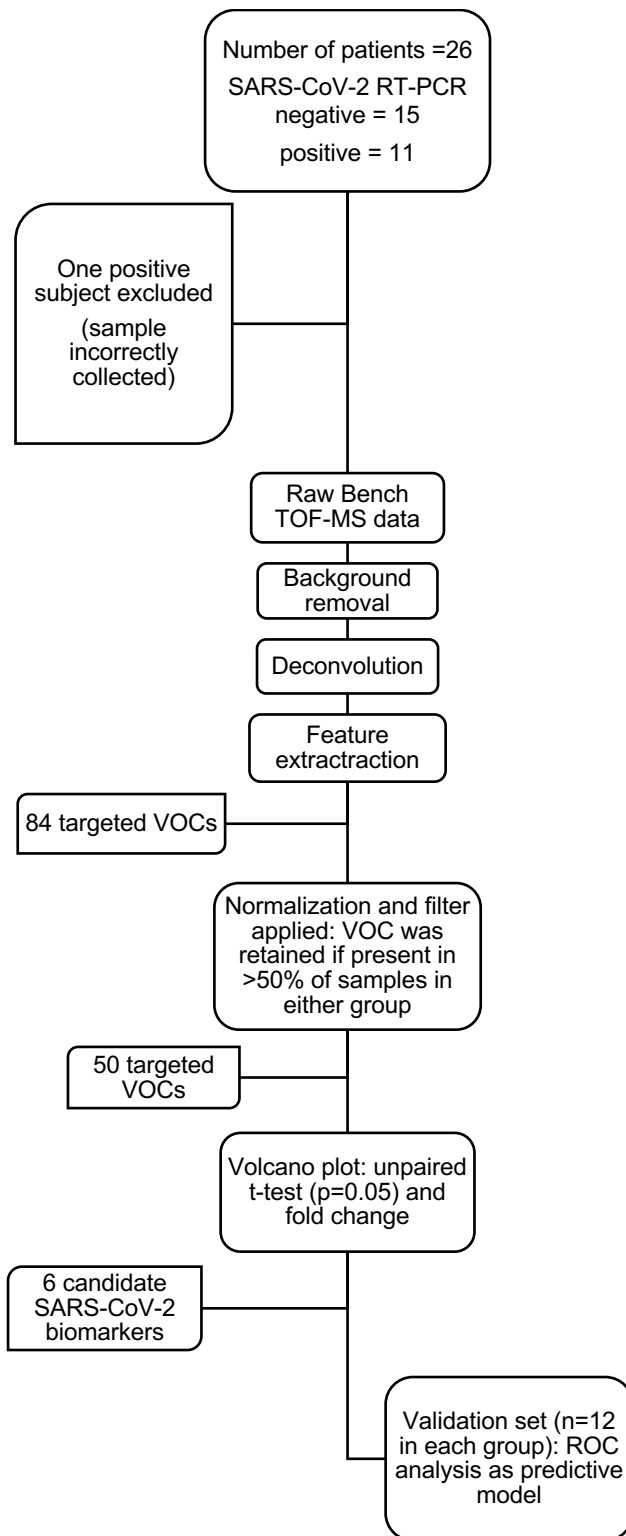 Number of patients =26
SARS-CoV-2 RT-PCR
negative = 15
positive = 11
One positive
subject excluded
(sample
incorrectly
collected)
Raw Bench
TOF-MS data
Background
removal
Deconvolution
Feature
extractraction
84 targeted VOCs
Normalization and filter
applied: VOC was
retained if present in
>50% of samples in
either group
50 targeted
VOCs
Volcano plot: unpaired
t-test (p=0.05) and
fold change
6 candidate
SARS-CoV-2
biomarkers
Validation set (n=12
in each group): ROC
analysis as predictive
model